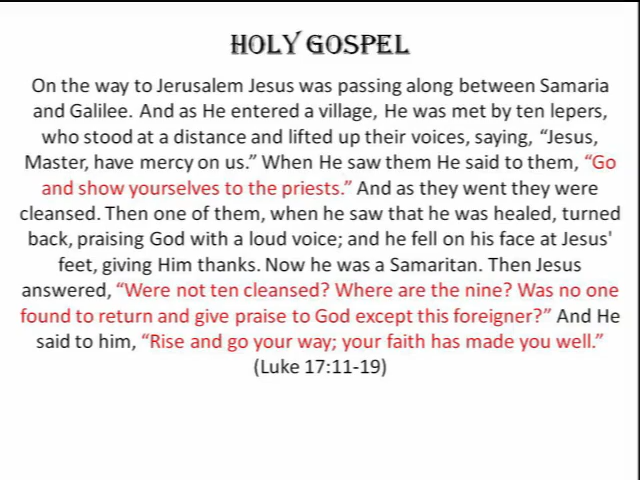 HOLY GOSPEL
On the way to Jerusalem Jesus was passing along between Samaria
and Galilee. And as He entered a village, He was met by ten lepers,
who stood at a distance and lifted up their voices, saying, “Jesus,
Master, have mercy on us.” When He saw them He said to them, “Go
and show yourselves to the priests.” And as they went they were
cleansed. Then one of them, when he saw that he was healed, turned
back, praising God with a loud voice; and he fell on his face at Jesus'
feet, giving Him thanks. Now he was a Samaritan. Then Jesus
answered, “Were not ten cleansed? Where are the nine? Was no one
found to return and give praise to God except this foreigner?” And He
said to him, “Rise and go your way; your faith has made you well.”
(Luke 17:11-19)